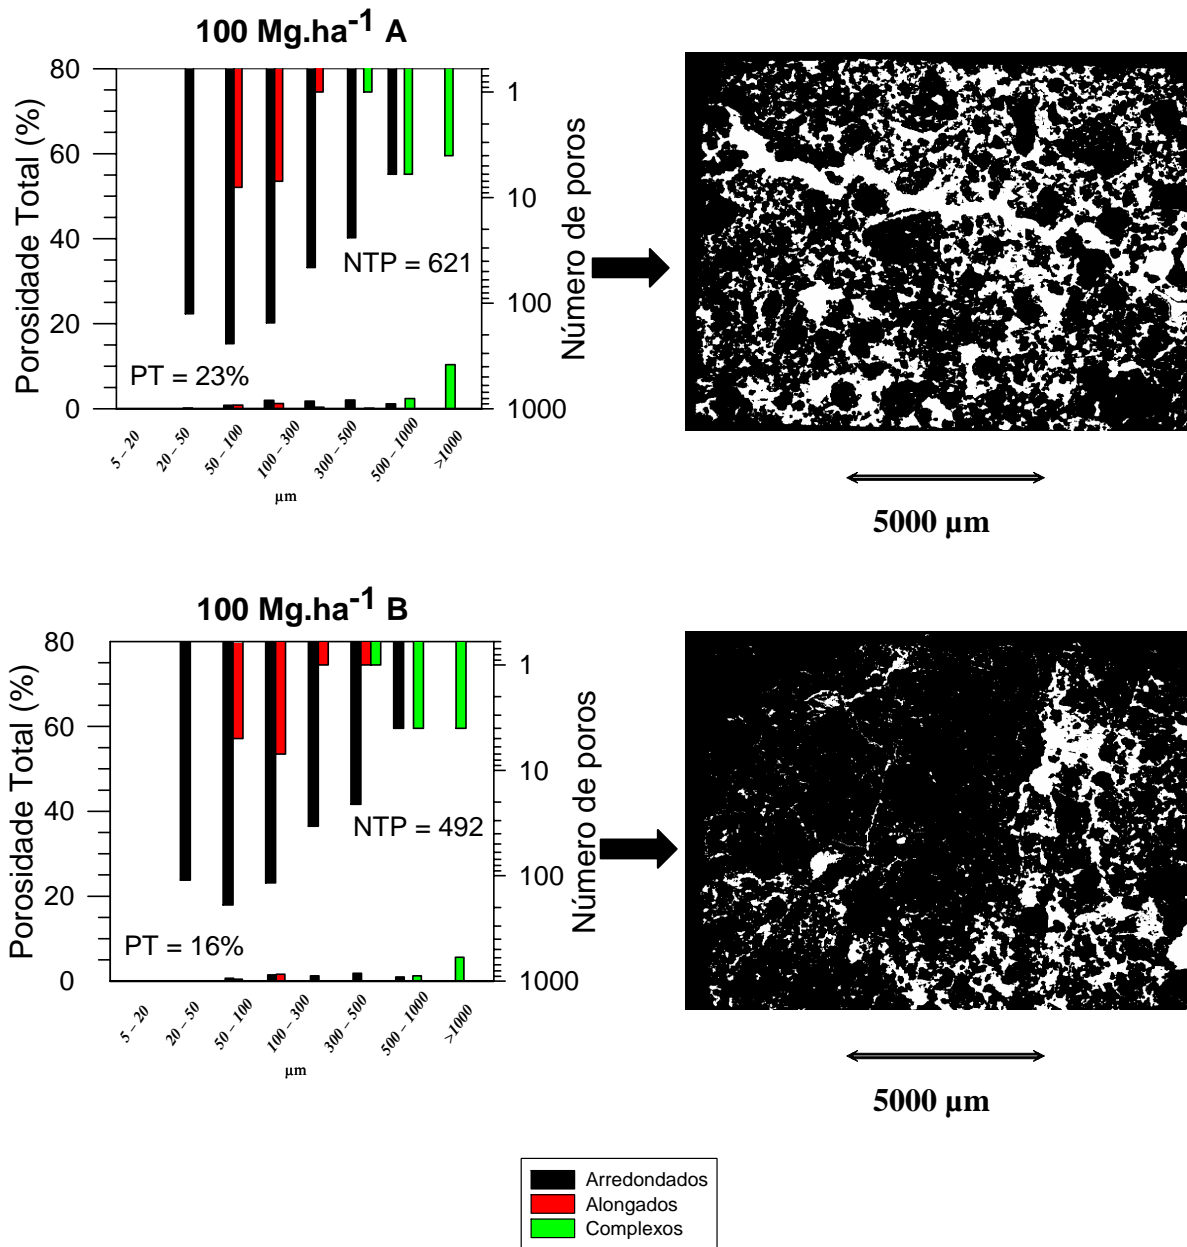 100 Mg.ha⁻¹ A
Porosidade Total (%)
80
60
40
20
0
1
10
100
1000
Número de poros
NTP = 621
PT = 23%
5 – 20
20 – 50
50 – 100
100 – 300
300 – 500
500 – 1000
>1000
µm
5000 µm
100 Mg.ha⁻¹ B
Porosidade Total (%)
80
60
40
20
0
1
10
100
1000
Número de poros
NTP = 492
PT = 16%
5 – 20
20 – 50
50 – 100
100 – 300
300 – 500
500 – 1000
>1000
µm
5000 µm
Arredondados
Alongados
Complexos